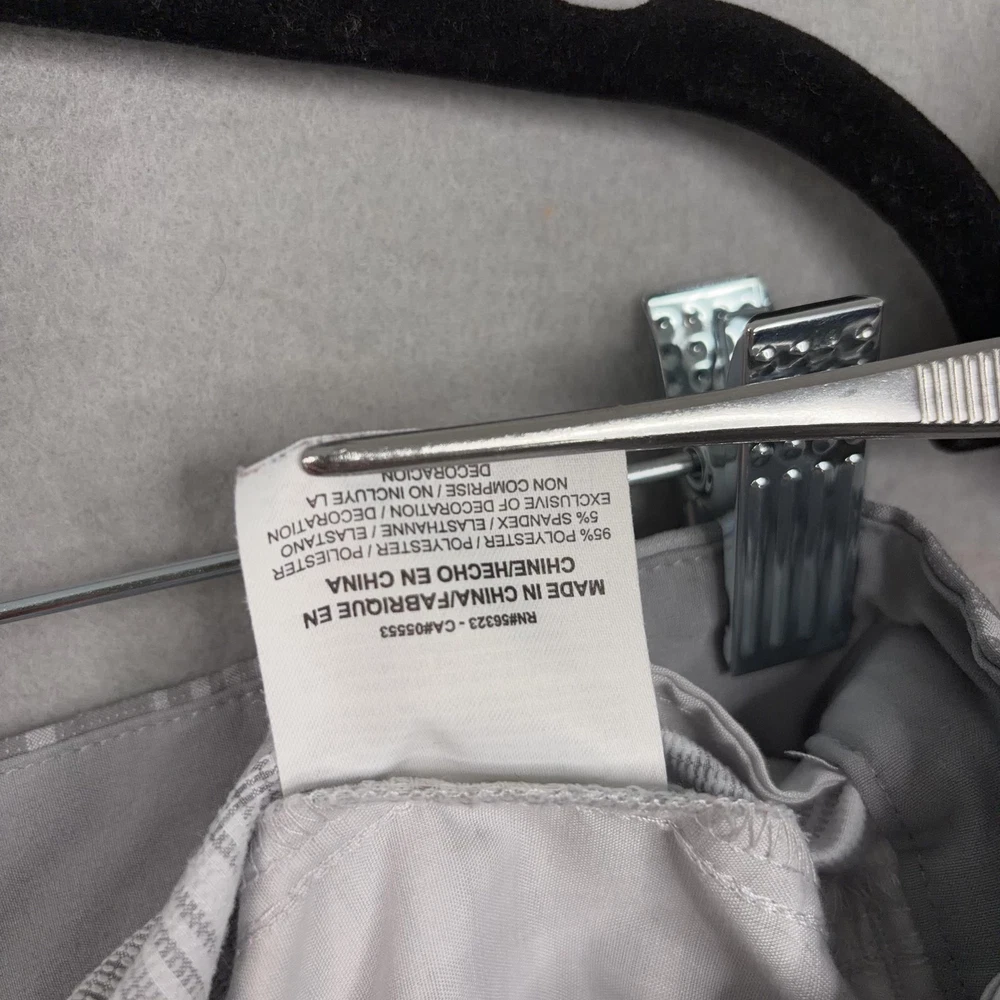 RN#56323 - CA#05553
MADE IN CHINA/FABRIQUE EN
CHINE/HECHO EN CHINA
95% POLYESTER / POLYESTER / POLIESTER
5% SPANDEX / ELASTHANNE / ELASTANO
EXCLUSIVE OF DECORATION / DECORATION
NON COMPRISE / NO INCLUYE LA
DECORACION